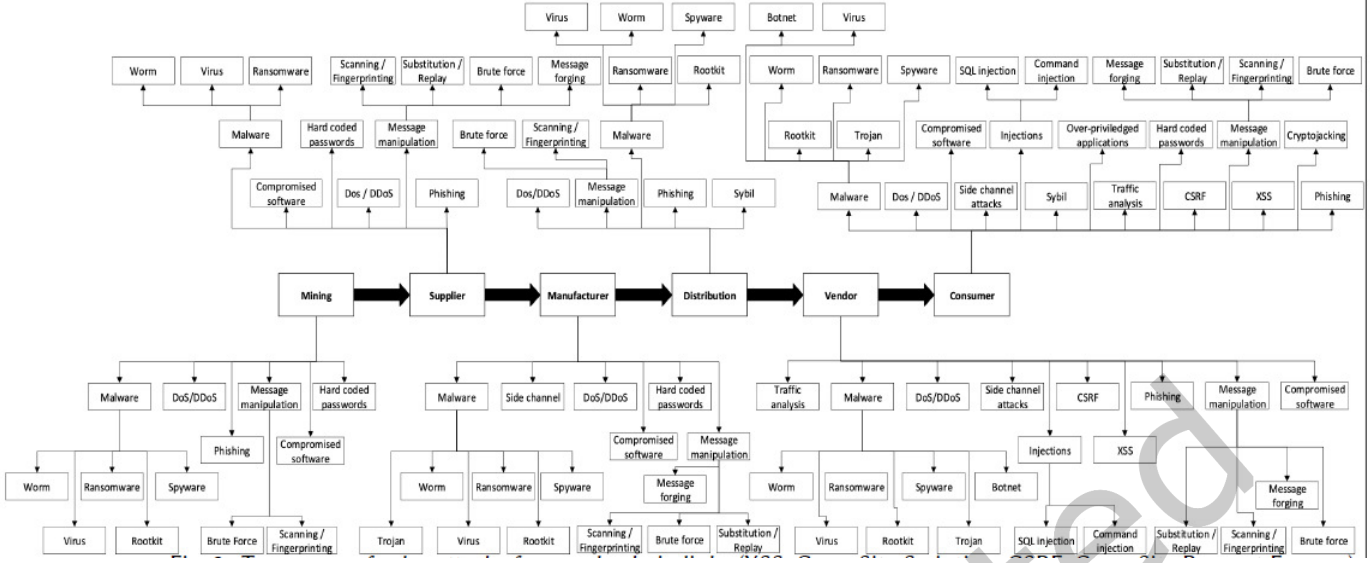 Virus
Worm
Spyware
Botnet
Virus
Worm
Virus
Ransomware
Scanning /
Fingerprinting
Substitution /
Replay
Brute force
Message
forging
Ransomware
Rootkit
Worm
Ransomware
Spyware
SQL injection
Command
injection
Message
forging
Substitution /
Replay
Scanning /
Fingerprinting
Brute force
Malware
Hard coded
passwords
Message
manipulation
Brute force
Scanning /
Fingerprinting
Malware
Rootkit
Trojan
Compromised
software
Injections
Over-priviledged
applications
Hard coded
passwords
Message
manipulation
Cryptojacking
Compromised
software
Dos / DDoS
Phishing
Dos/DDoS
Message
manipulation
Phishing
Sybil
Malware
Dos / DDoS
Side channel
attacks
Sybil
Traffic
analysis
CSRF
XSS
Phishing
Mining
Supplier
Manufacturer
Distribution
Vendor
Consumer
Malware
DoS/DDoS
Message
manipulation
Hard coded
passwords
Malware
Side channel
DoS/DDoS
Hard coded
passwords
Traffic
analysis
Malware
DoS/DDoS
Side channel
attacks
CSRF
Phishing
Message
manipulation
Compromised
software
Phishing
Compromised
software
Compromised
software
Message
manipulation
Injections
XSS
Worm
Ransomware
Spyware
Worm
Ransomware
Spyware
Message
forging
Worm
Ransomware
Spyware
Botnet
Message
forging
Virus
Rootkit
Brute Force
Scanning /
Fingerprinting
Trojan
Virus
Rootkit
Scanning /
Fingerprinting
Brute force
Substitution /
Replay
Virus
Rootkit
Trojan
SQL injection
Command
injection
Substitution /
Replay
Scanning /
Fingerprinting
Brute force